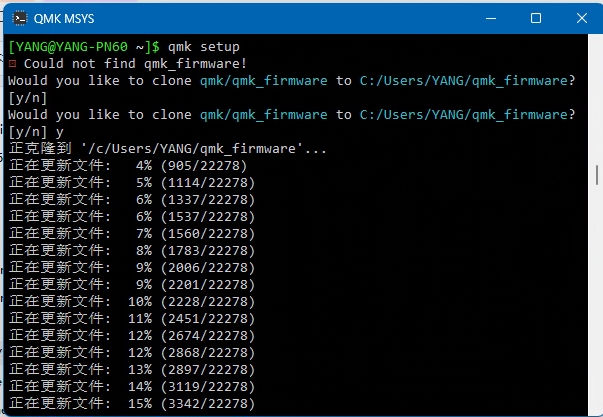 QMK MSYS
[YANG@YANG-PN60 ~]$ qmk setup
Could not find qmk_firmware!
Would you like to clone qmk/qmk_firmware to C:/Users/YANG/qmk_firmware?
[y/n]
Would you like to clone qmk/qmk_firmware to C:/Users/YANG/qmk_firmware?
[y/n] y
正克隆到 '/c/Users/YANG/qmk_firmware'...
正在更新文件:   4% (905/22278)
正在更新文件:   5% (1114/22278)
正在更新文件:   6% (1337/22278)
正在更新文件:   6% (1537/22278)
正在更新文件:   7% (1560/22278)
正在更新文件:   8% (1783/22278)
正在更新文件:   9% (2006/22278)
正在更新文件:   9% (2201/22278)
正在更新文件:  10% (2228/22278)
正在更新文件:  11% (2451/22278)
正在更新文件:  12% (2674/22278)
正在更新文件:  12% (2868/22278)
正在更新文件:  13% (2897/22278)
正在更新文件:  14% (3119/22278)
正在更新文件:  15% (3342/22278)